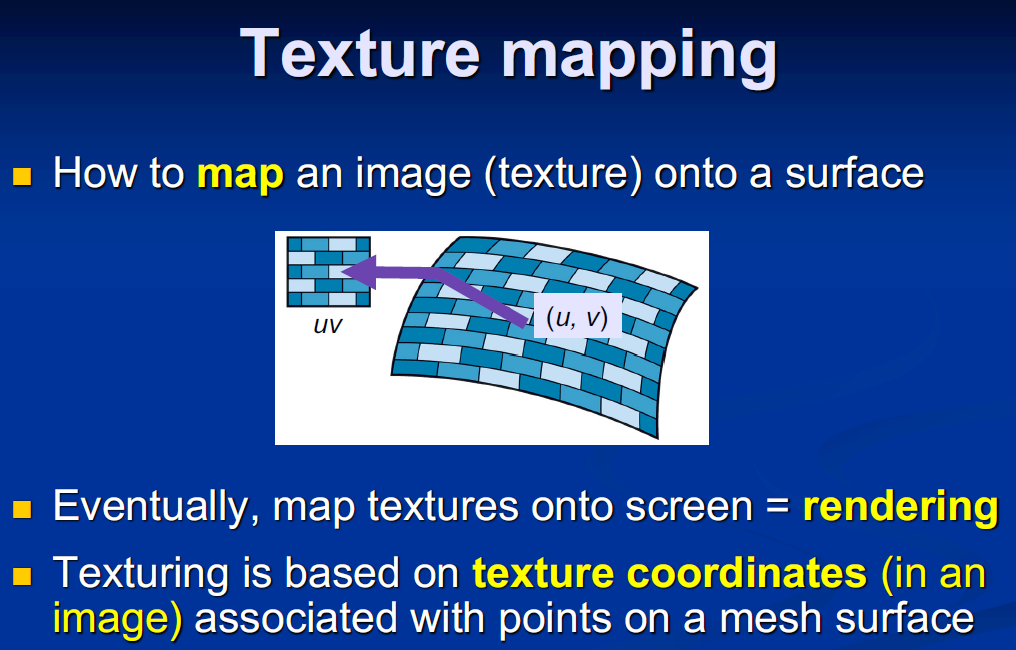 Texture mapping
How to map an image (texture) onto a surface
uv
(u, v)
Eventually, map textures onto screen = rendering
Texturing is based on texture coordinates (in an
image) associated with points on a mesh surface